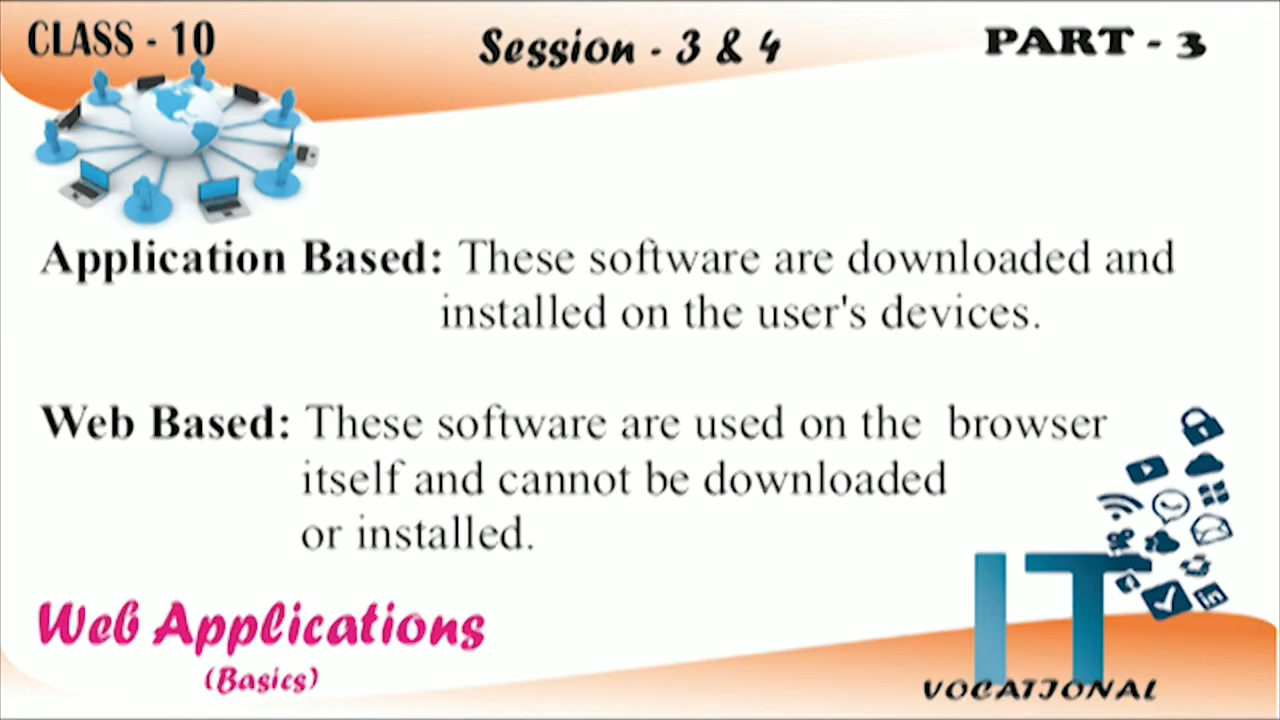 CLASS - 10
Session - 3 & 4
PART - 3
Application Based: These software are downloaded and
installed on the user's devices.
Web Based: These software are used on the browser
itself and cannot be downloaded
or installed.
Web Applications
(Basics)
IT
VOCATIONAL